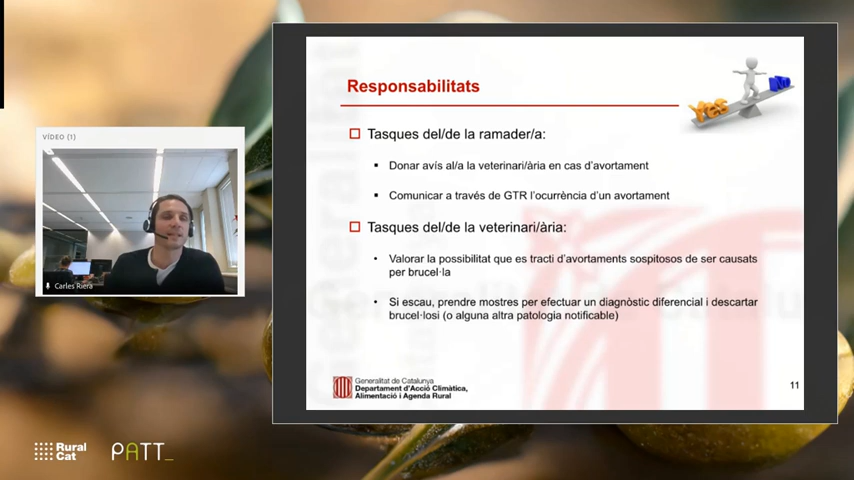 VÍDEO (1)
Carles Riera
Responsabilitats
Yes
No
Tasques del/de la ramader/a:
Donar avís al/a la veterinari/ària en cas d'avortament
Comunicar a través de GTR l'ocurrència d'un avortament
Tasques del/de la veterinari/ària:
Valorar la possibilitat que es tracti d'avortaments sospitosos de ser causats
per brucel·la
Si escau, prendre mostres per efectuar un diagnòstic diferencial i descartar
brucel·losi (o alguna altra patologia notificable)
Generalitat de Catalunya
Departament d'Acció Climàtica,
Alimentació i Agenda Rural
11
Rural
Cat
PATT_